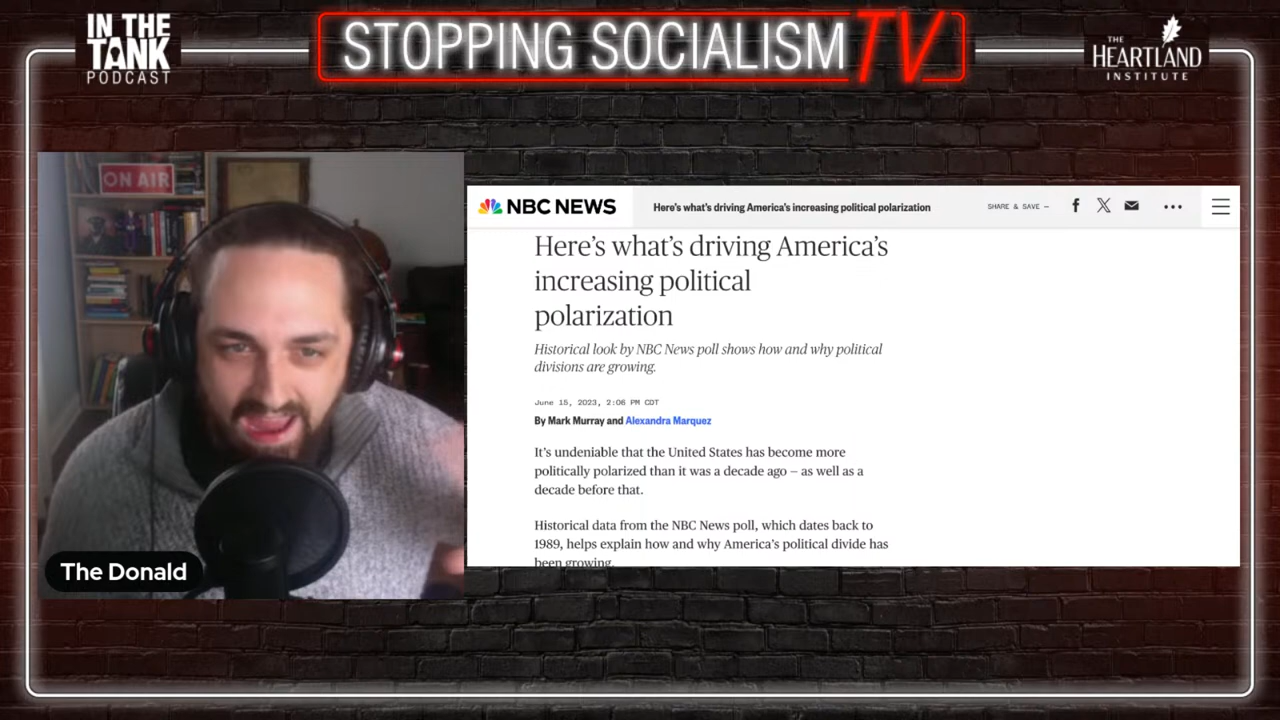 IN THE
TANK
PODCAST
STOPPING SOCIALISM TV
THE
HEARTLAND
INSTITUTE
ON AIR
NBC NEWS
Here's what's driving America's increasing political polarization
SHARE & SAVE —
Here's what's driving America's
increasing political
polarization
Historical look by NBC News poll shows how and why political
divisions are growing.
June 15, 2023, 2:06 PM CDT
By Mark Murray and Alexandra Marquez
It's undeniable that the United States has become more
politically polarized than it was a decade ago — as well as a
decade before that.
Historical data from the NBC News poll, which dates back to
1989, helps explain how and why America's political divide has
been growing.
The Donald